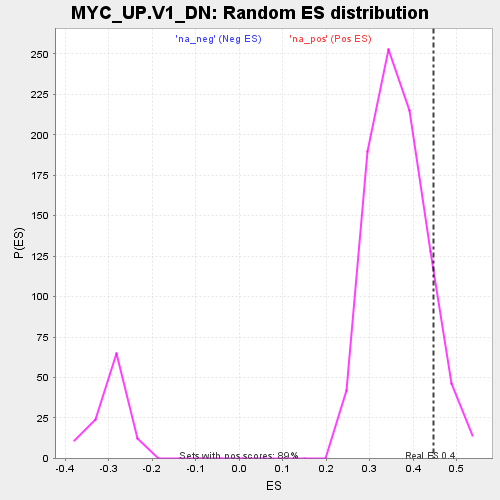 MYC_UP.V1_DN: Random ES distribution
'na_neg' (Neg ES) 'na_pos' (Pos ES)
250
225
200
175
150
125
100
75
50
25
0
P(ES)
Sets with pos scores: 89%
Real ES 0.4
-0.4 -0.3 -0.2 -0.1 0.0 0.1 0.2 0.3 0.4 0.5
ES